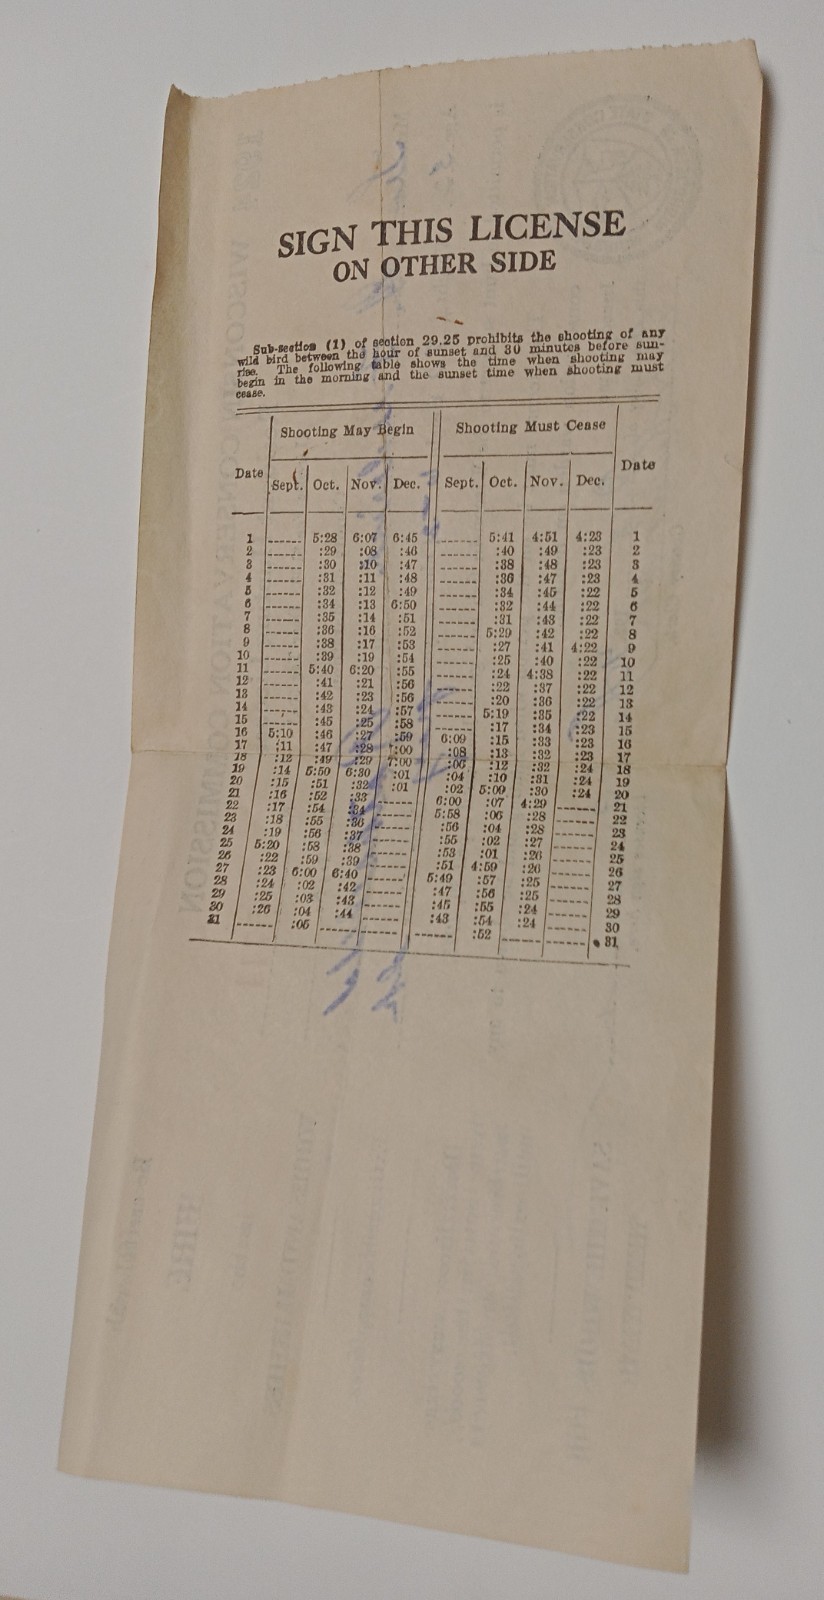 SIGN THIS LICENSE
ON OTHER SIDE
Sub-section (1) of section 29.25 prohibits the shooting of any
wild bird between the hour of sunset and 30 minutes before sun-
rise. The following table shows the time when shooting may
begin in the morning and the sunset time when shooting must
cease.
Date Shooting May Begin Shooting Must Cease Date
Sept. Oct. Nov. Dec. Sept. Oct. Nov. Dec.
1 ------ 5:28 6:07 6:45 ------ 5:41 4:51 4:23 1
2 ------ :29 :08 :46 ------ :40 :49 :23 2
3 ------ :30 :10 :47 ------ :38 :48 :23 3
4 ------ :31 :11 :48 ------ :36 :47 :23 4
5 ------ :32 :12 :49 ------ :34 :45 :22 5
6 ------ :34 :13 6:50 ------ :32 :44 :22 6
7 ------ :35 :14 :51 ------ :31 :43 :22 7
8 ------ :36 :16 :52 ------ 5:29 :42 :22 8
9 ------ :38 :17 :53 ------ :27 :41 4:22 9
10 ------ :39 :19 :54 ------ :25 :40 :22 10
11 ------ 5:40 6:20 :55 ------ :24 4:38 :22 11
12 ------ :41 :21 :56 ------ :22 :37 :22 12
13 ------ :42 :23 :56 ------ :20 :36 :22 13
14 ------ :43 :24 :57 ------ 5:19 :35 :22 14
15 ------ :45 :25 :58 ------ :17 :34 :23 15
16 5:10 :46 :27 :59 6:09 :15 :33 :23 16
17 :11 :47 :28 7:00 :08 :13 :32 :23 17
18 :12 :49 :29 7:00 :06 :12 :32 :24 18
19 :14 5:50 6:30 :01 :04 :10 :31 :24 19
20 :15 :51 :32 :01 :02 5:09 :30 :24 20
21 :16 :52 :33 ------ 6:00 :07 4:29 ------ 21
22 :17 :54 :34 ------ 5:58 :06 :28 ------ 22
23 :18 :55 :36 ------ :56 :04 :28 ------ 23
24 :19 :56 :37 ------ :55 :02 :27 ------ 24
25 5:20 :58 :38 ------ :53 :01 :26 ------ 25
26 :22 :59 :39 ------ :51 4:59 :26 ------ 26
27 :23 6:00 6:40 ------ 5:49 :57 :25 ------ 27
28 :24 :02 :42 ------ :47 :56 :25 ------ 28
29 :25 :03 :43 ------ :45 :55 :24 ------ 29
30 :26 :04 :44 ------ :43 :54 :24 ------ 30
31 ------ :05 ------ ------ ------ :52 ------ ------ 31